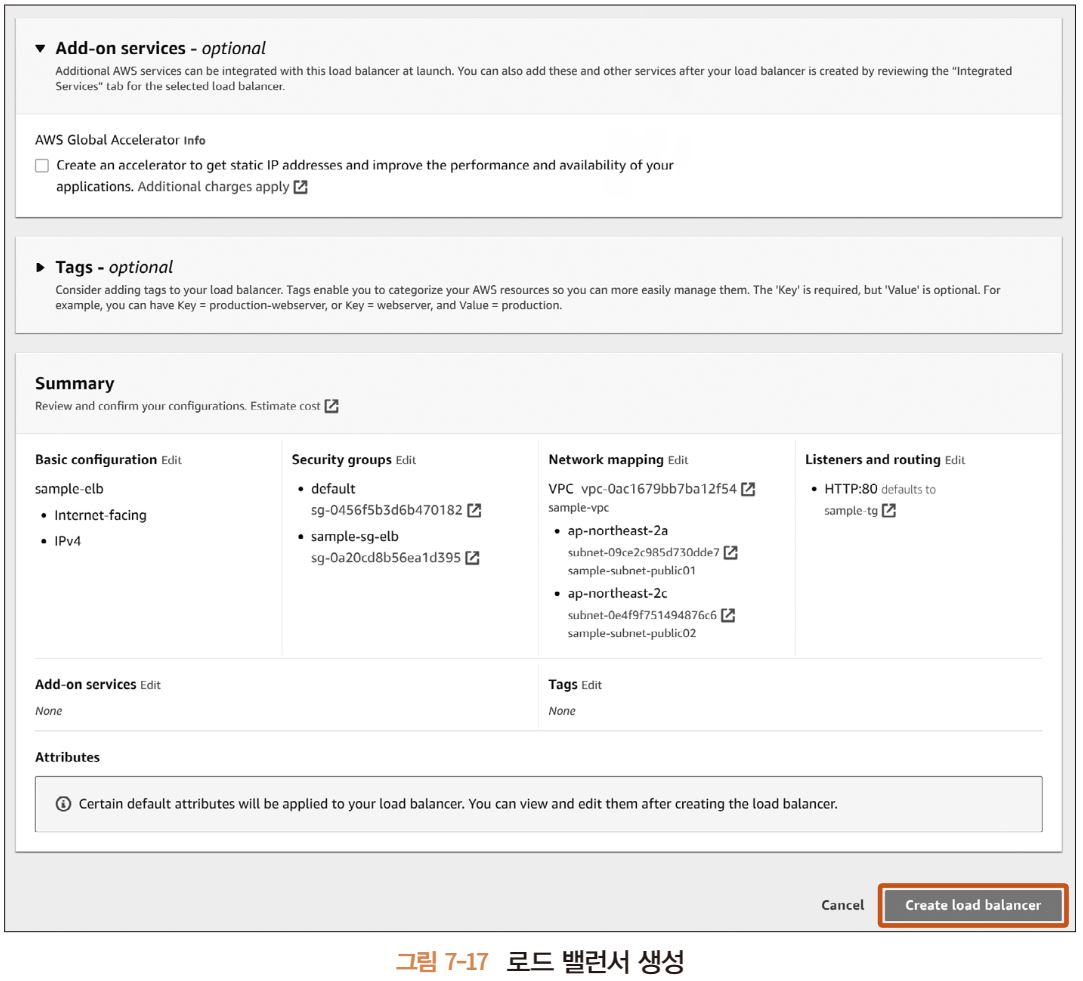 Add-on services - optional
Additional AWS services can be integrated with this load balancer at launch. You can also add these and other services after your load balancer is created by reviewing the "Integrated
Services" tab for the selected load balancer.
AWS Global Accelerator Info
Create an accelerator to get static IP addresses and improve the performance and availability of your
applications. Additional charges apply
Tags - optional
Consider adding tags to your load balancer. Tags enable you to categorize your AWS resources so you can more easily manage them. The 'Key' is required, but 'Value' is optional. For
example, you can have Key = production-webserver, or Key = webserver, and Value = production.
Summary
Review and confirm your configurations. Estimate cost
Basic configuration Edit
sample-elb
• Internet-facing
• IPv4
Security groups Edit
• default
sg-0456f5b3d6b470182
• sample-sg-elb
sg-0a20cd8b56ea1d395
Network mapping Edit
VPC vpc-0ac1679bb7ba12f54
sample-vpc
• ap-northeast-2a
subnet-09ce2c985d730dde7
sample-subnet-public01
• ap-northeast-2c
subnet-0e4f9f751494876c6
sample-subnet-public02
Listeners and routing Edit
• HTTP:80 defaults to
sample-tg
Add-on services Edit
None
Tags Edit
None
Attributes
Certain default attributes will be applied to your load balancer. You can view and edit them after creating the load balancer.
Cancel
Create load balancer
그림 7-17 로드 밸런서 생성